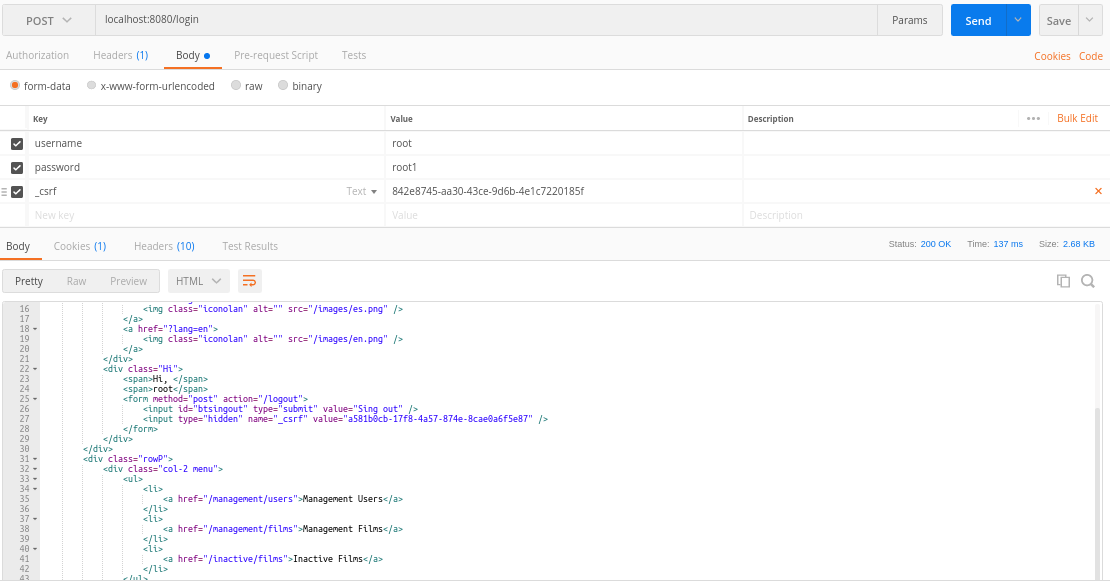 POST localhost:8080/login Params Send Save
Authorization Headers (1) Body Pre-request Script Tests Cookies Code
form-data x-www-form-urlencoded raw binary
Key Value Description Bulk Edit
username root
password root1
_csrf Text 842e8745-aa30-43ce-9d6b-4e1c7220185f
New key Value Description
Body Cookies (1) Headers (10) Test Results Status: 200 OK Time: 137 ms Size: 2.68 KB
Pretty Raw Preview HTML
16 <img class="iconolan" alt="" src="/images/es.png" />
17 </a>
18 <a href="?lang=en">
19 <img class="iconolan" alt="" src="/images/en.png" />
20 </a>
21 </div>
22 <div class="Hi">
23 <span>Hi, </span>
24 <span>root</span>
25 <form method="post" action="/logout">
26 <input id="btsingout" type="submit" value="Sing out" />
27 <input type="hidden" name="_csrf" value="a581b0cb-17f8-4a57-874e-8cae0a6f5e87" />
28 </form>
29 </div>
30 </div>
31 <div class="rowP">
32 <div class="col-2 menu">
33 <ul>
34 <li>
35 <a href="/management/users">Management Users</a>
36 </li>
37 <li>
38 <a href="/management/films">Management Films</a>
39 </li>
40 <li>
41 <a href="/inactive/films">Inactive Films</a>
42 </li>
43 </ul>